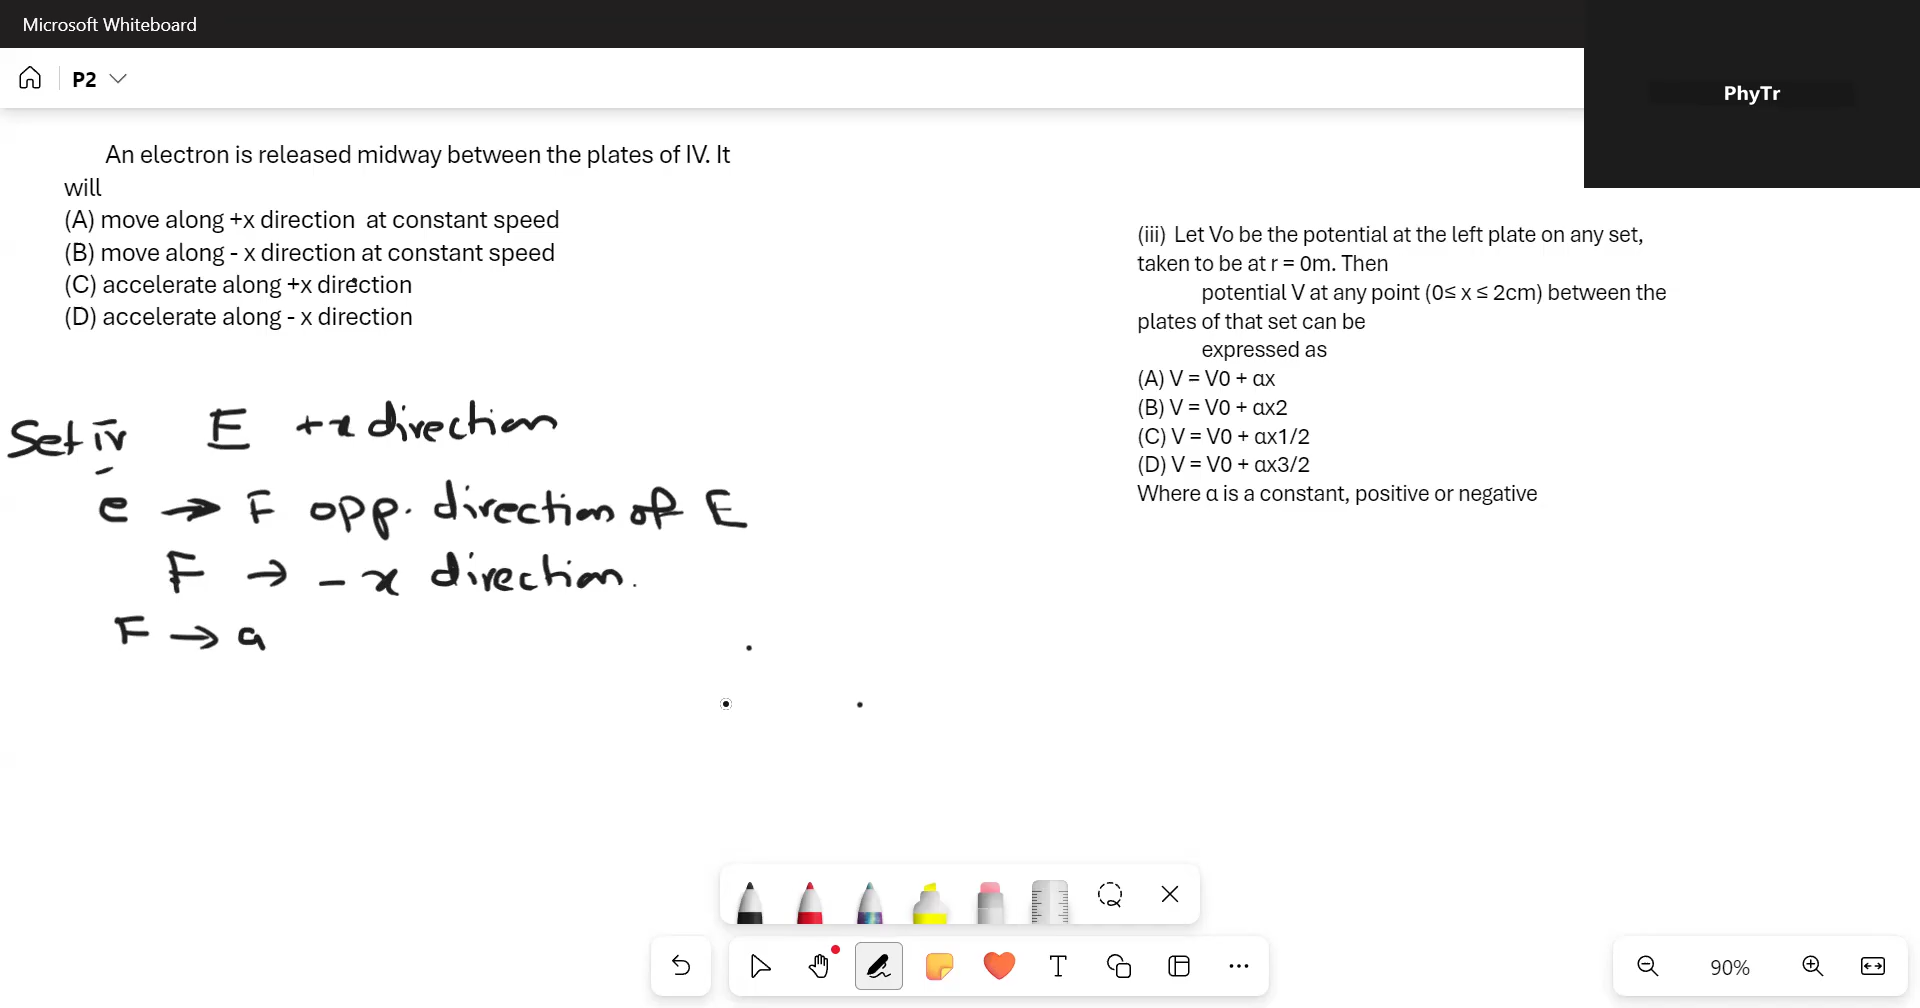 Microsoft Whiteboard
P2
PhyTr
An electron is released midway between the plates of IV. It
will
(A) move along +x direction at constant speed
(B) move along - x direction at constant speed
(C) accelerate along +x direction
(D) accelerate along - x direction
Set iv E +x direction
e → F opp. direction of E
F → - x direction.
F → a
(iii) Let Vo be the potential at the left plate on any set,
taken to be at r = 0m. Then
potential V at any point (0≤ x ≤ 2cm) between the
plates of that set can be
expressed as
(A) V = V0 + αx
(B) V = V0 + αx2
(C) V = V0 + αx1/2
(D) V = V0 + αx3/2
Where α is a constant, positive or negative
90%